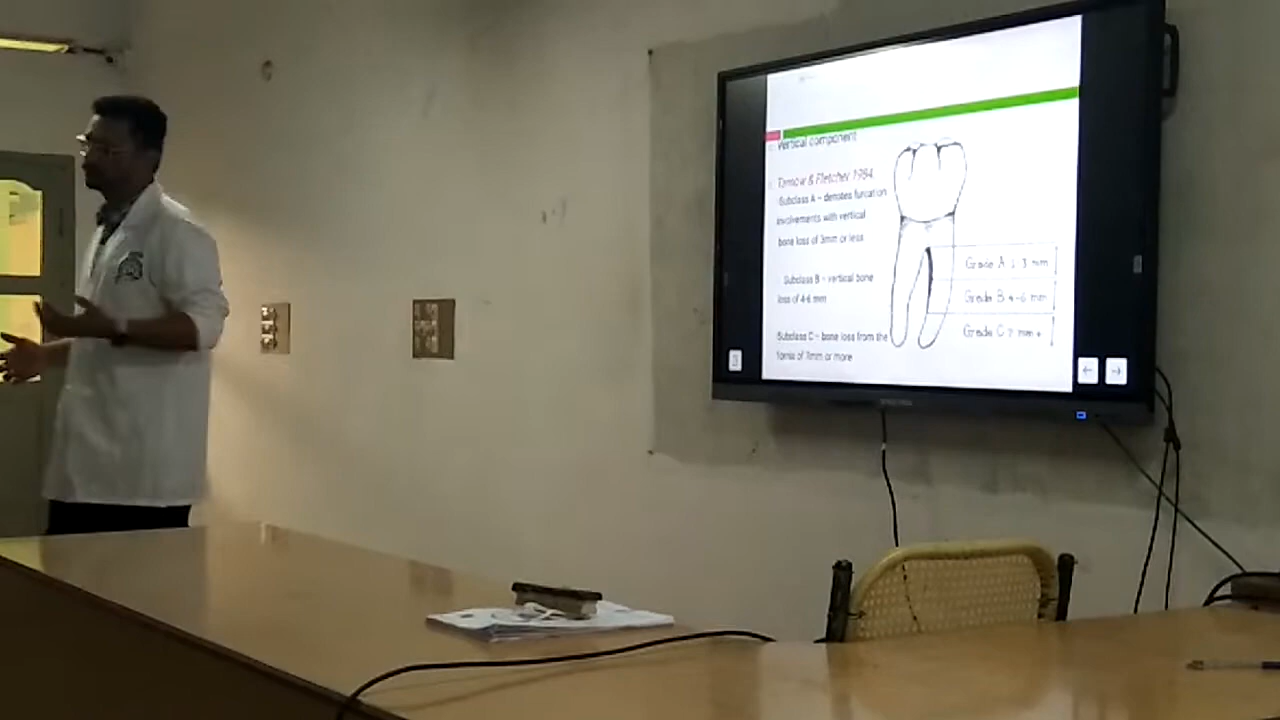 Vertical component
Tarnow & Fletcher 1984
Subclass A – denotes furcation
involvements with vertical
bone loss of 3mm or less
Subclass B – vertical bone
loss of 4-6 mm
Subclass C – bone loss from the
fornix of 7mm or more
Grade A 1-3 mm
Grade B 4-6 mm
Grade C 7 mm+